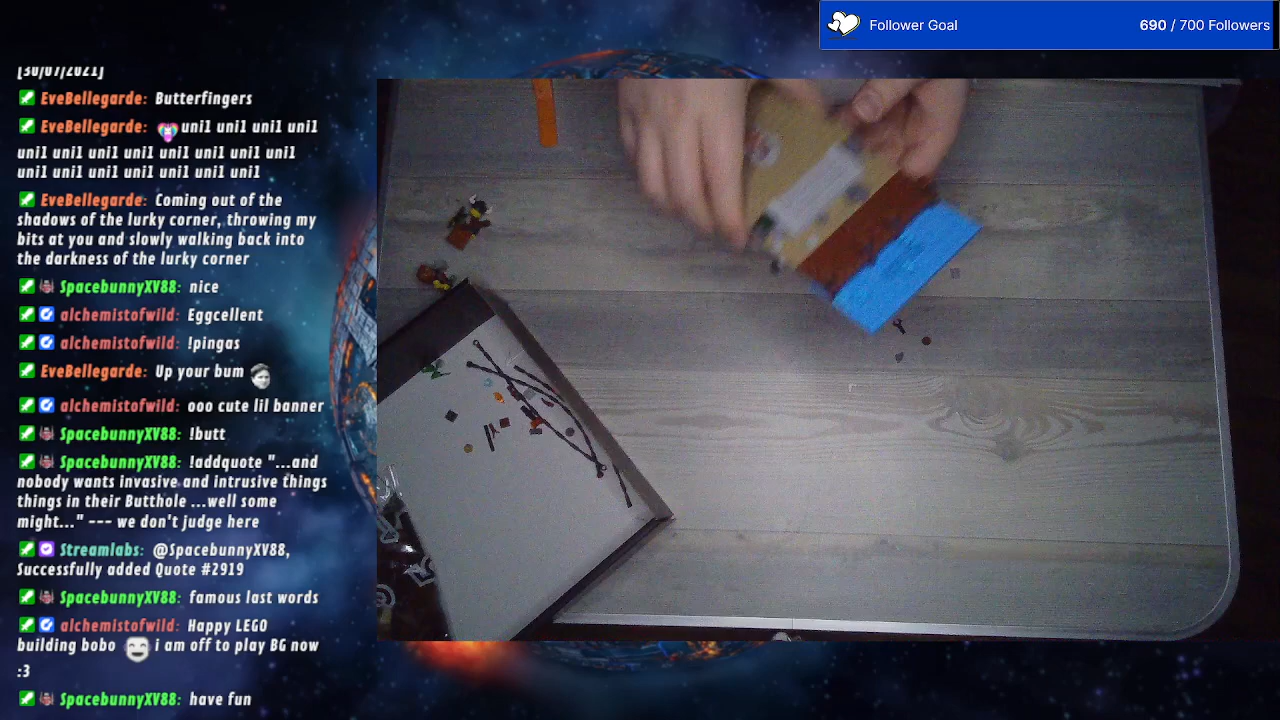 Follower Goal
690 / 700 Followers
[30/07/2021]
EveBellegarde: Butterfingers
EveBellegarde: uni1 uni1 uni1 uni1
uni1 uni1 uni1 uni1 uni1 uni1 uni1 uni1
uni1 uni1 uni1 uni1 uni1 uni1 uni1
EveBellegarde: Coming out of the
shadows of the lurky corner, throwing my
bits at you and slowly walking back into
the darkness of the lurky corner
SpacebunnyXV88: nice
alchemistofwild: Eggcellent
alchemistofwild: !pingas
EveBellegarde: Up your bum
alchemistofwild: ooo cute lil banner
SpacebunnyXV88: !butt
SpacebunnyXV88: !addquote "...and
nobody wants invasive and intrusive things
things in their Butthole ...well some
might..." --- we don't judge here
Streamlabs: @SpacebunnyXV88,
Successfully added Quote #2919
SpacebunnyXV88: famous last words
alchemistofwild: Happy LEGO
building bobo i am off to play BG now
:3
SpacebunnyXV88: have fun